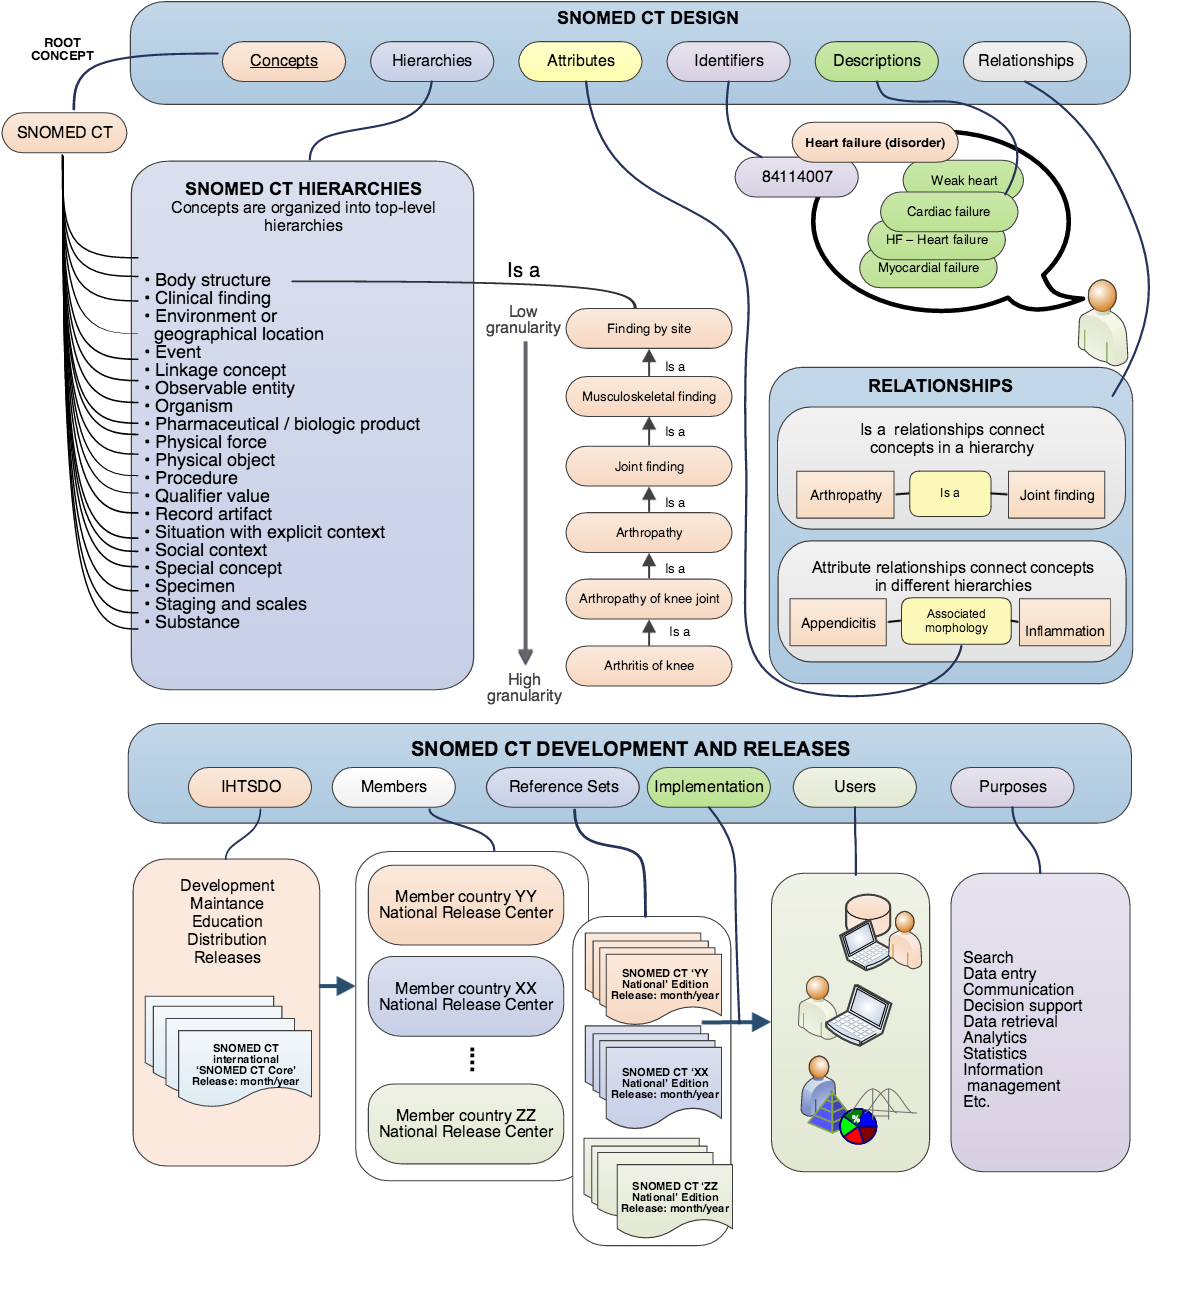 SNOMED CT DESIGN
ROOT
CONCEPT
Concepts
Hierarchies
Attributes
Identifiers
Descriptions
Relationships
SNOMED CT
Heart failure (disorder)
84114007
Weak heart
Cardiac failure
HF – Heart failure
Myocardial failure
SNOMED CT HIERARCHIES
Concepts are organized into top-level
hierarchies
• Body structure
• Clinical finding
• Environment or
geographical location
• Event
• Linkage concept
• Observable entity
• Organism
• Pharmaceutical / biologic product
• Physical force
• Physical object
• Procedure
• Qualifier value
• Record artifact
• Situation with explicit context
• Social context
• Special concept
• Specimen
• Staging and scales
• Substance
Is a
Low
granularity
High
granularity
Finding by site
Is a
Musculoskeletal finding
Is a
Joint finding
Is a
Arthropathy
Is a
Arthropathy of knee joint
Is a
Arthritis of knee
RELATIONSHIPS
Is a relationships connect
concepts in a hierarchy
Arthropathy
Is a
Joint finding
Attribute relationships connect concepts
in different hierarchies
Appendicitis
Associated
morphology
Inflammation
SNOMED CT DEVELOPMENT AND RELEASES
IHTSDO
Members
Reference Sets
Implementation
Users
Purposes
Development
Maintance
Education
Distribution
Releases
SNOMED CT
international
‘SNOMED CT Core’
Release: month/year
Member country YY
National Release Center
Member country XX
National Release Center
Member country ZZ
National Release Center
SNOMED CT ‘YY
National’ Edition
Release: month/year
SNOMED CT ‘XX
National’ Edition
Release: month/year
SNOMED CT ‘ZZ
National’ Edition
Release: month/year
%
Search
Data entry
Communication
Decision support
Data retrieval
Analytics
Statistics
Information
management
Etc.